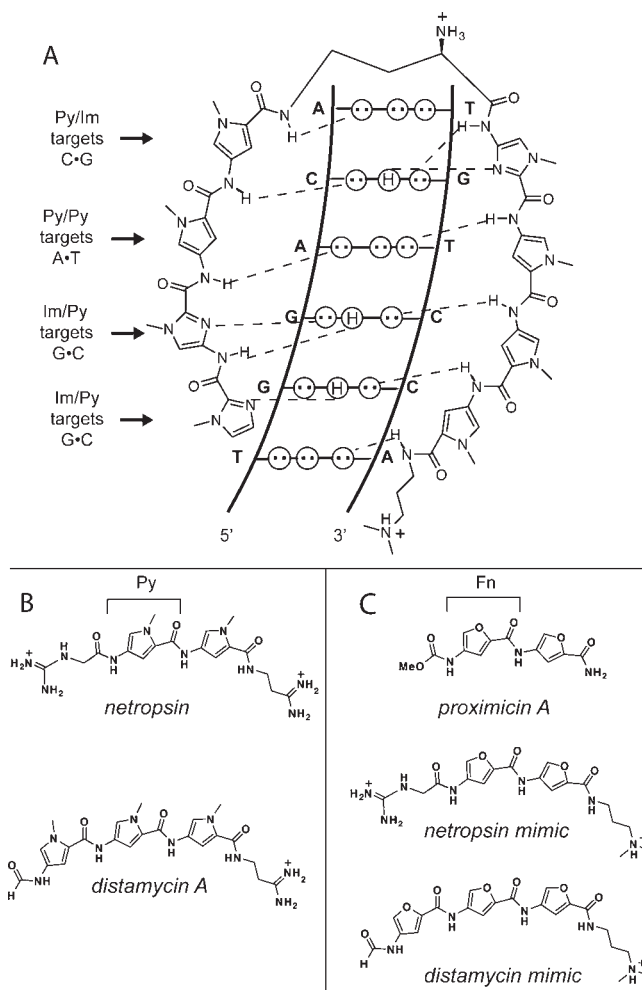 A
NH3
+
Py/Im
targets
C•G
Py/Py
targets
A•T
Im/Py
targets
G•C
Im/Py
targets
G•C
A T
C H G
A T
G H C
G H C
T A
5' 3'
B
Py
netropsin
distamycin A
C
Fn
proximicin A
netropsin mimic
distamycin mimic